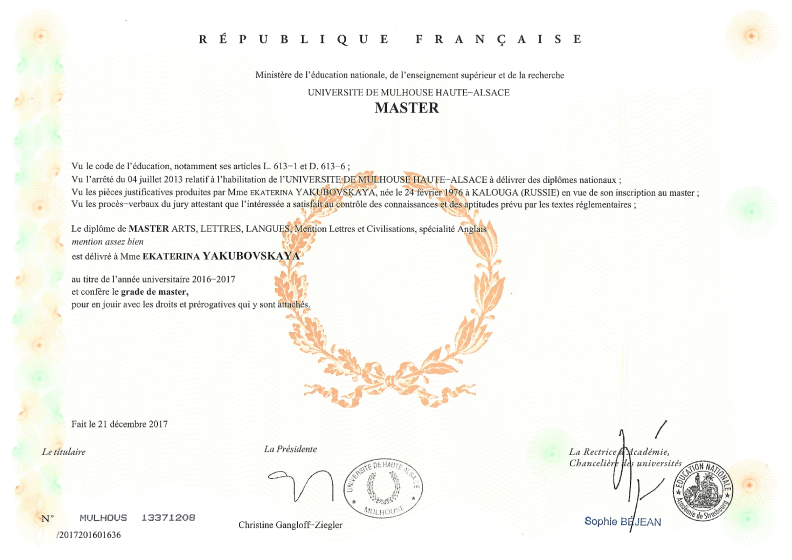 RÉPUBLIQUE FRANÇAISE
Ministère de l'éducation nationale, de l'enseignement supérieur et de la recherche
UNIVERSITE DE MULHOUSE HAUTE-ALSACE
MASTER
Vu le code de l'éducation, notamment ses articles L. 613-1 et D. 613-6 ;
Vu l'arrêté du 04 juillet 2013 relatif à l'habilitation de l'UNIVERSITE DE MULHOUSE HAUTE-ALSACE à délivrer des diplômes nationaux ;
Vu les pièces justificatives produites par Mme EKATERINA YAKUBOVSKAYA, née le 24 février 1976 à KALOUGA (RUSSIE) en vue de son inscription au master ;
Vu les procès-verbaux du jury attestant que l'intéressée a satisfait au contrôle des connaissances et des aptitudes prévu par les textes réglementaires ;
Le diplôme de MASTER ARTS, LETTRES, LANGUES, Mention Lettres et Civilisations, spécialité Anglais
mention assez bien
est délivré à Mme EKATERINA YAKUBOVSKAYA
au titre de l'année universitaire 2016-2017
et confère le grade de master,
pour en jouir avec les droits et prérogatives qui y sont attachés.
Fait le 21 décembre 2017
Le titulaire
La Présidente
La Rectrice d'Académie,
Chancelière des universités
UNIVERSITE DE HAUTE ALSACE
MULHOUSE
EDUCATION NATIONALE
Académie de Strasbourg
N° MULHOUS 13371208
/2017201601636
Christine Gangloff-Ziegler
Sophie BÉJEAN